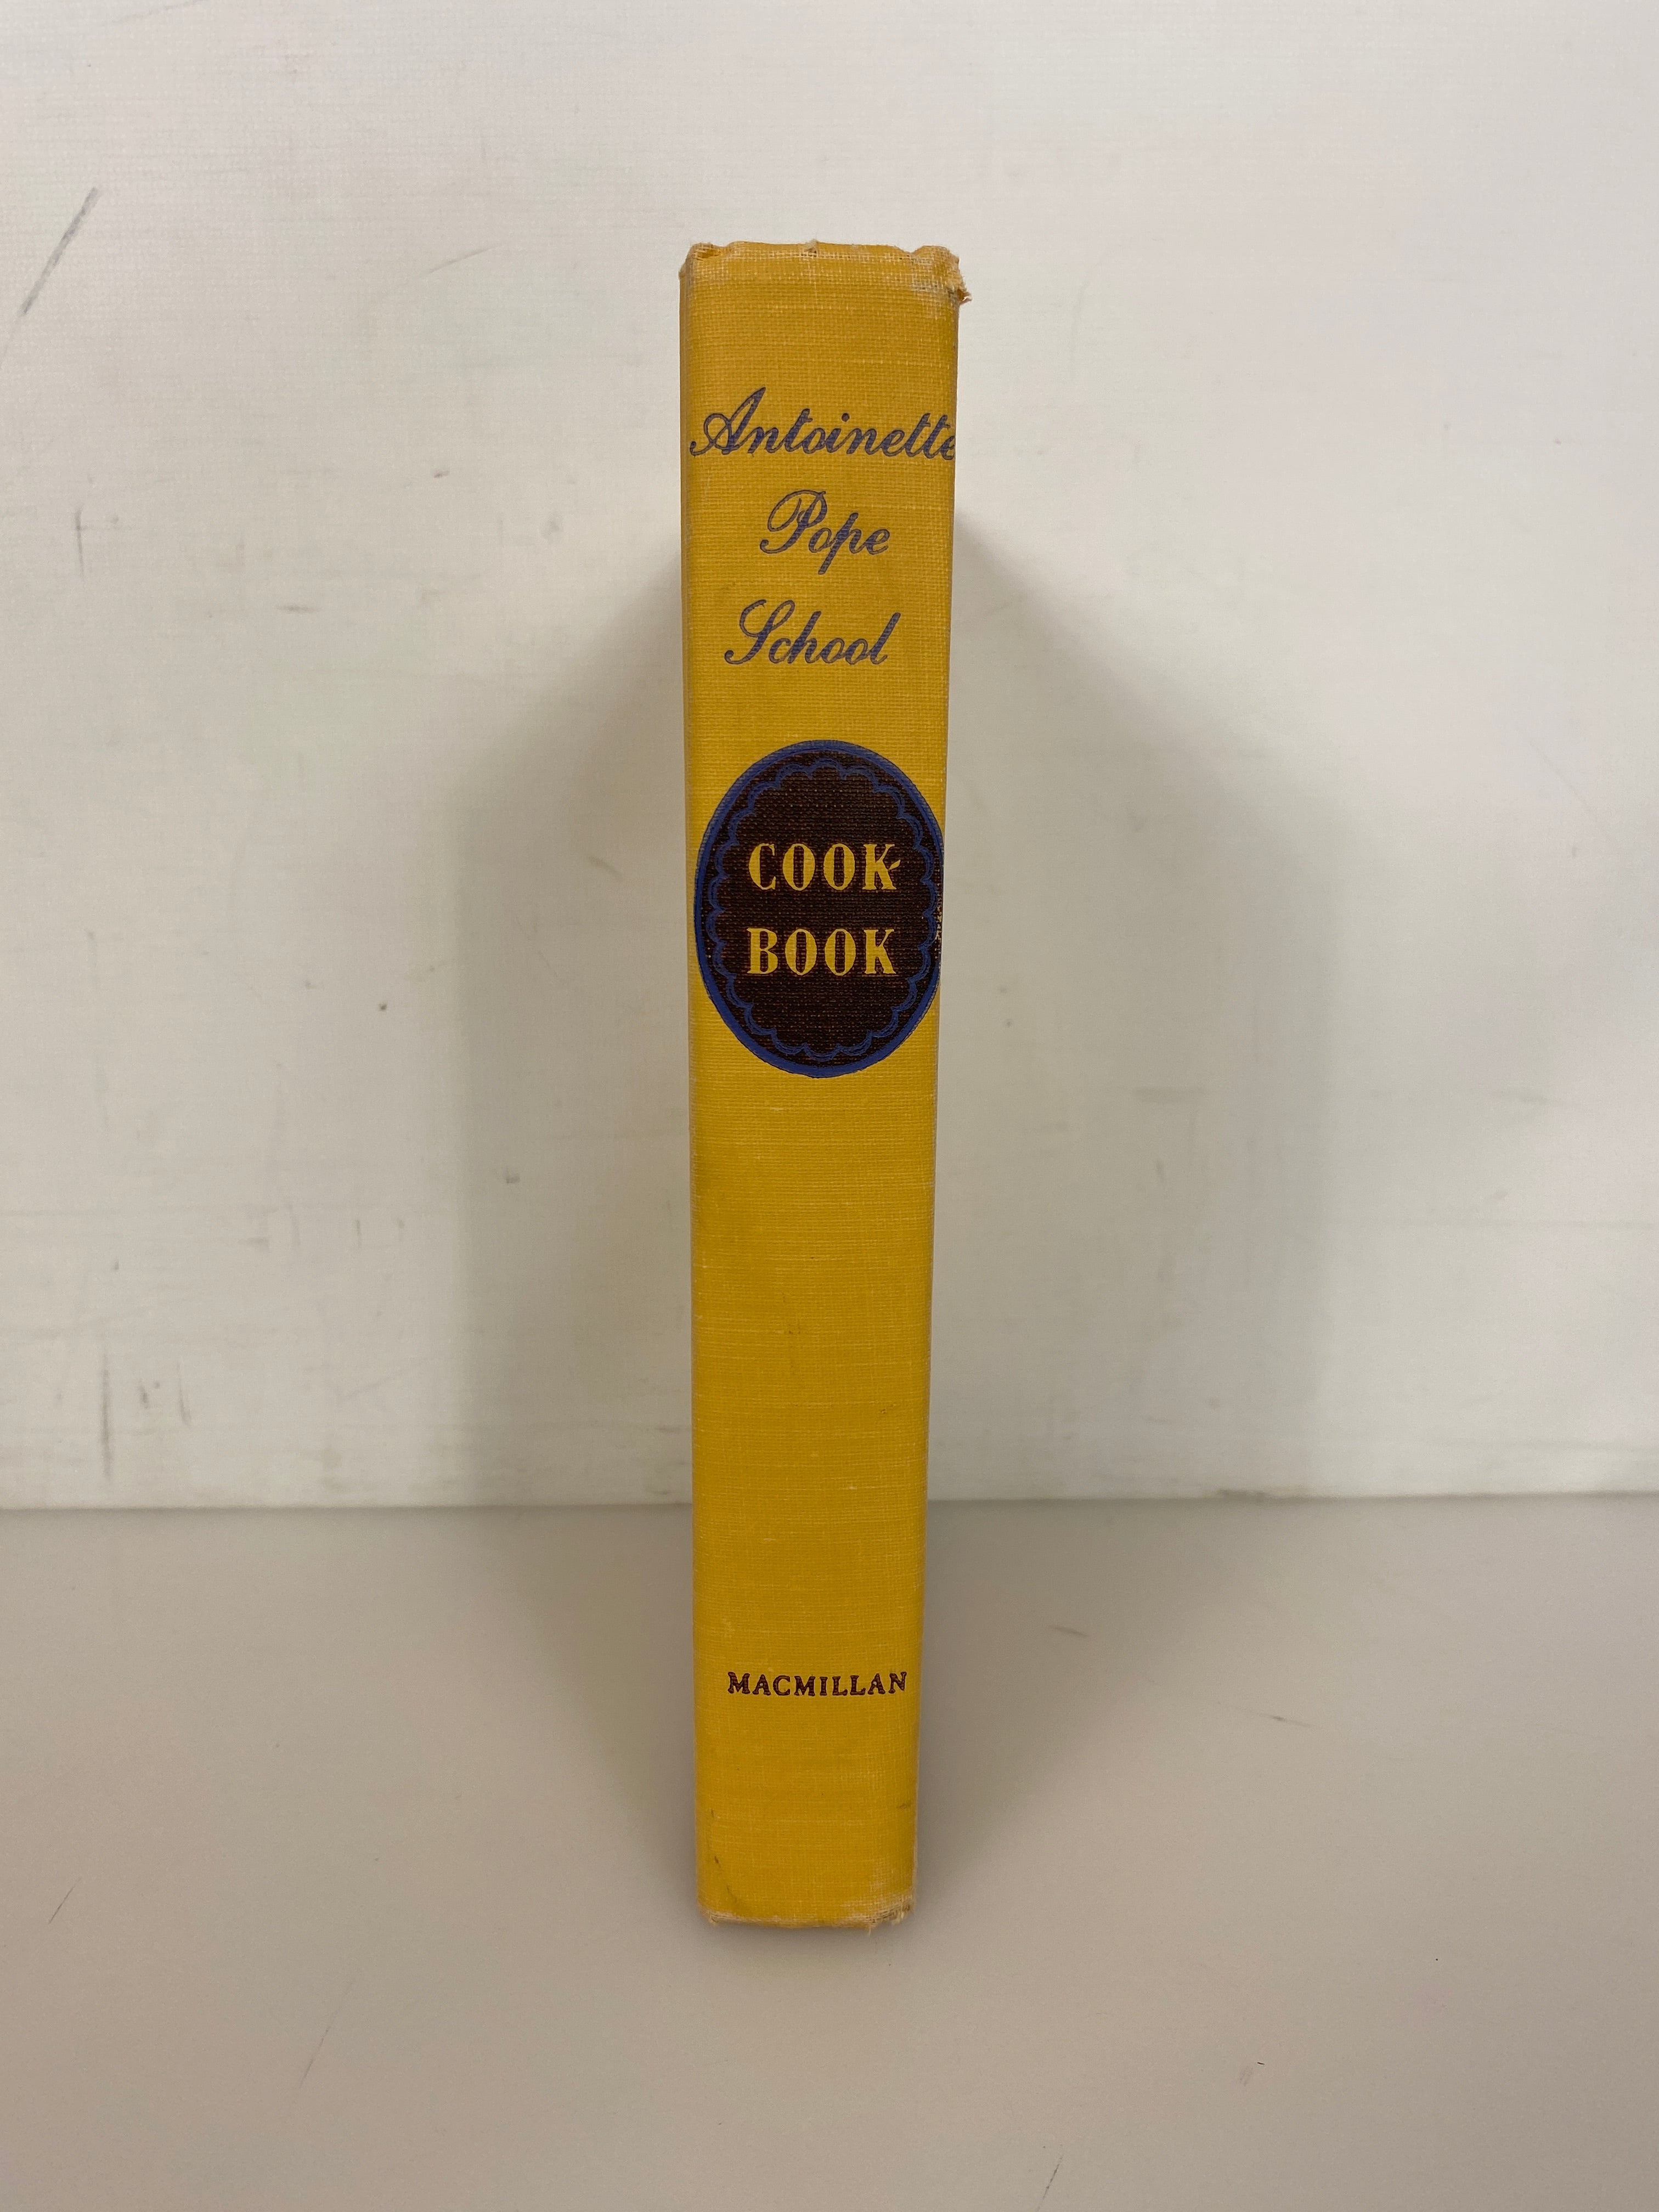 Antoinette
Pope
School
COOK
BOOK
MACMILLAN